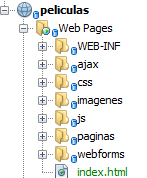 peliculas
Web Pages
WEB-INF
ajax
css
imagenes
js
paginas
webforms
index.html